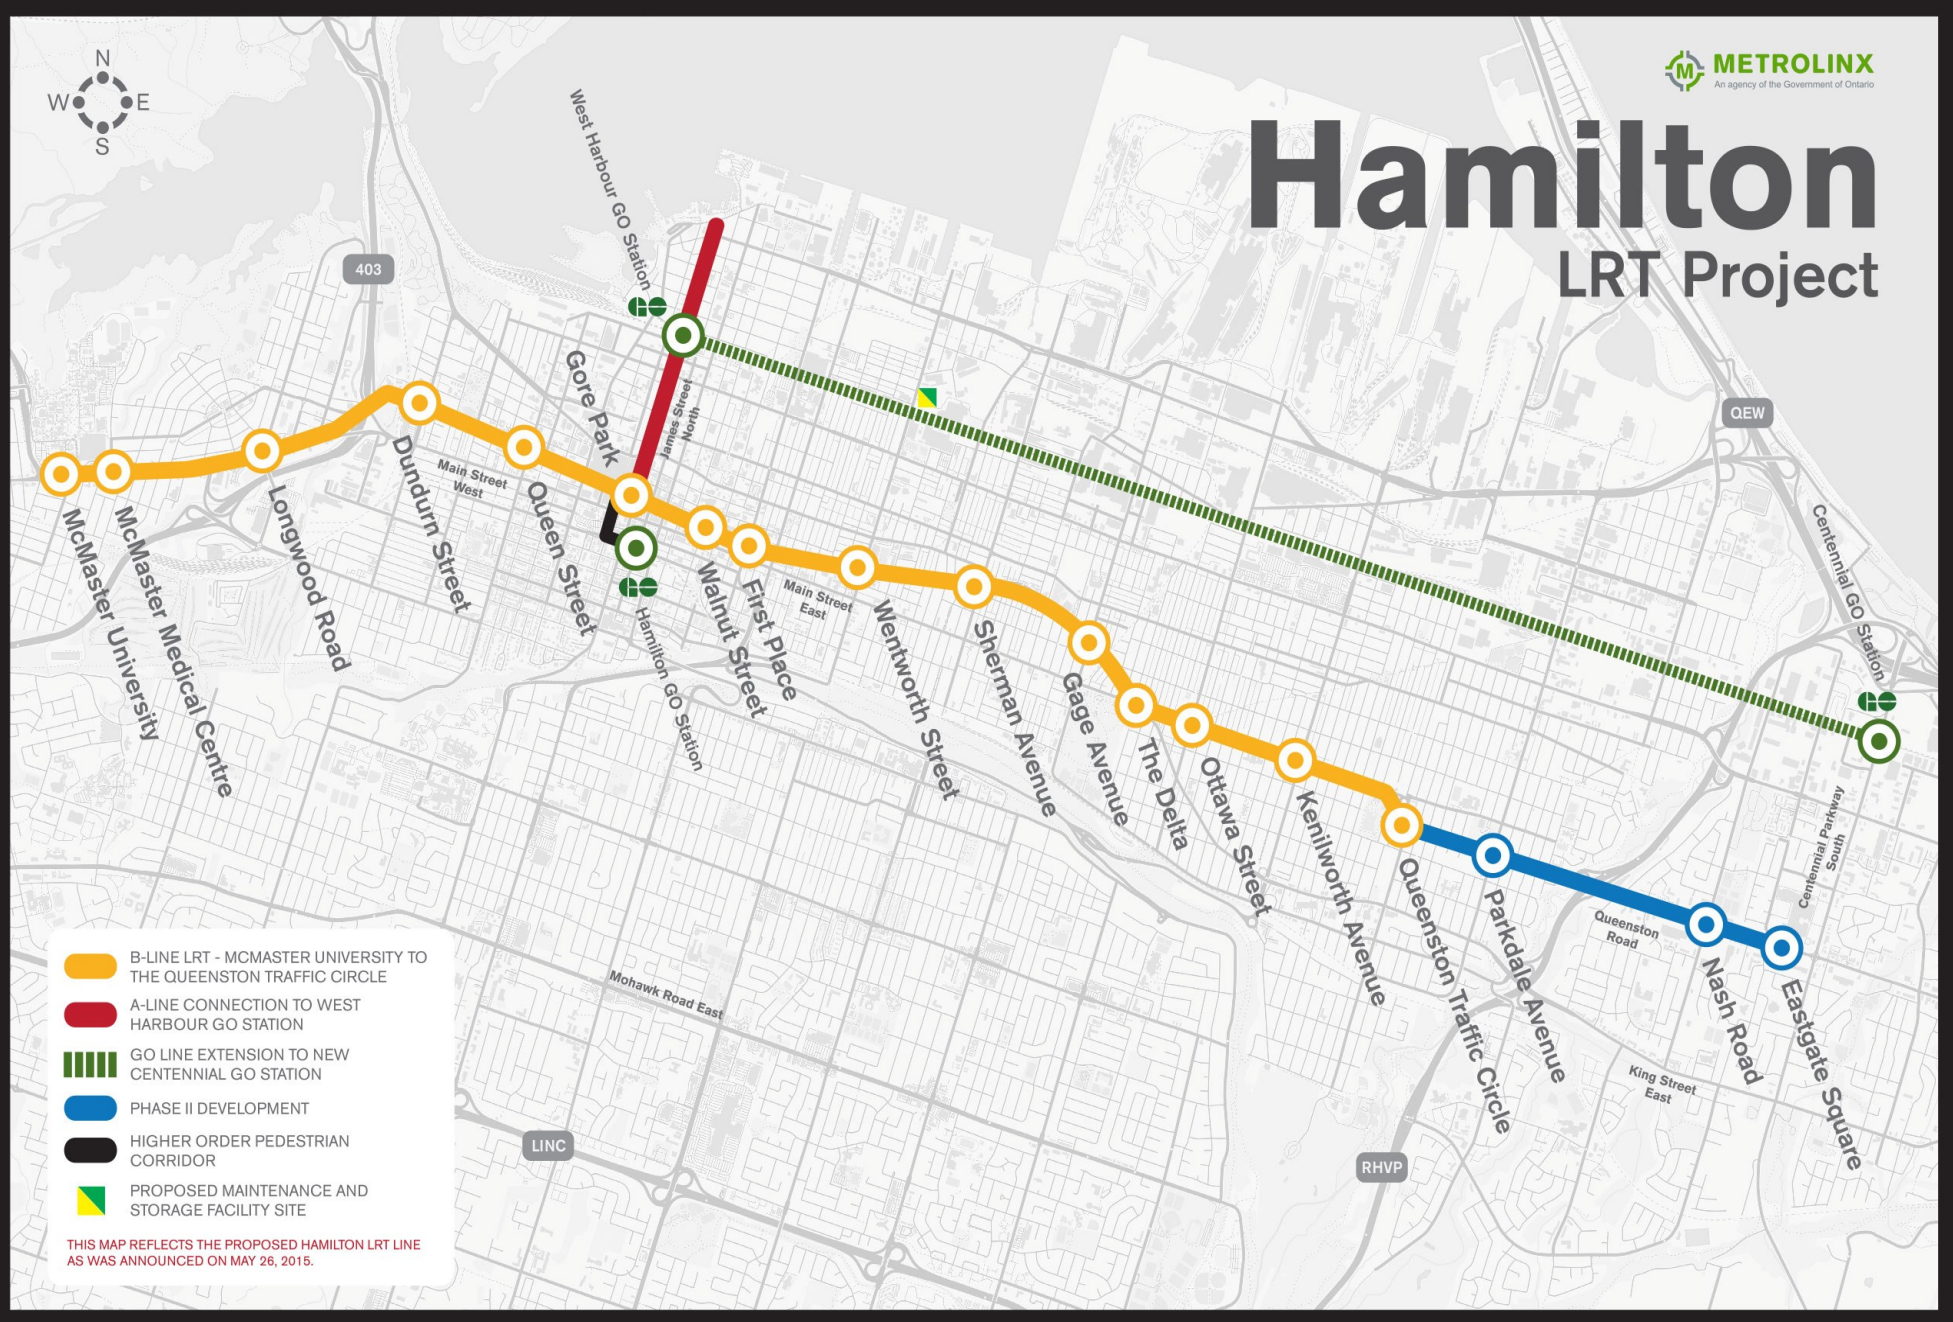 N
W E
S
METROLINX
An agency of the Government of Ontario
Hamilton
LRT Project
West Harbour GO Station
GO
403
QEW
Gore Park
James Street
North
McMaster University
McMaster Medical Centre
Longwood Road
Dundurn Street
Main Street
West
Queen Street
GO
Hamilton GO Station
Walnut Street
First Place
Main Street
East
Wentworth Street
Sherman Avenue
Gage Avenue
The Delta
Ottawa Street
Kenilworth Avenue
Queenston Traffic Circle
Parkdale Avenue
Queenston
Road
Nash Road
Eastgate Square
Centennial GO Station
GO
Centennial Parkway
South
King Street
East
Mohawk Road East
LINC
RHVP
B-LINE LRT - MCMASTER UNIVERSITY TO
THE QUEENSTON TRAFFIC CIRCLE
A-LINE CONNECTION TO WEST
HARBOUR GO STATION
GO LINE EXTENSION TO NEW
CENTENNIAL GO STATION
PHASE II DEVELOPMENT
HIGHER ORDER PEDESTRIAN
CORRIDOR
PROPOSED MAINTENANCE AND
STORAGE FACILITY SITE
THIS MAP REFLECTS THE PROPOSED HAMILTON LRT LINE
AS WAS ANNOUNCED ON MAY 26, 2015.